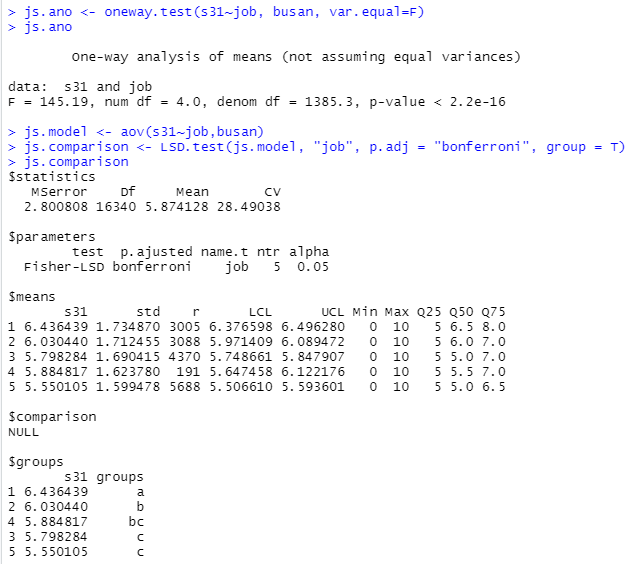 > js.ano <- oneway.test(s31~job, busan, var.equal=F)
> js.ano
One-way analysis of means (not assuming equal variances)
data:  s31 and job
F = 145.19, num df = 4.0, denom df = 1385.3, p-value < 2.2e-16
> js.model <- aov(s31~job,busan)
> js.comparison <- LSD.test(js.model, "job", p.adj = "bonferroni", group = T)
> js.comparison
$statistics
   MSerror    Df     Mean       CV
  2.800808 16340 5.874128 28.49038
$parameters
        test  p.ajusted name.t ntr alpha
  Fisher-LSD bonferroni    job   5  0.05
$means
       s31      std    r      LCL      UCL Min Max Q25 Q50 Q75
1 6.436439 1.734870 3005 6.376598 6.496280   0  10   5 6.5 8.0
2 6.030440 1.712455 3088 5.971409 6.089472   0  10   5 6.0 7.0
3 5.798284 1.690415 4370 5.748661 5.847907   0  10   5 5.0 7.0
4 5.884817 1.623780  191 5.647458 6.122176   0  10   5 5.5 7.0
5 5.550105 1.599478 5688 5.506610 5.593601   0  10   5 5.0 6.5
$comparison
NULL
$groups
       s31 groups
1 6.436439      a
2 6.030440      b
4 5.884817     bc
3 5.798284      c
5 5.550105      c